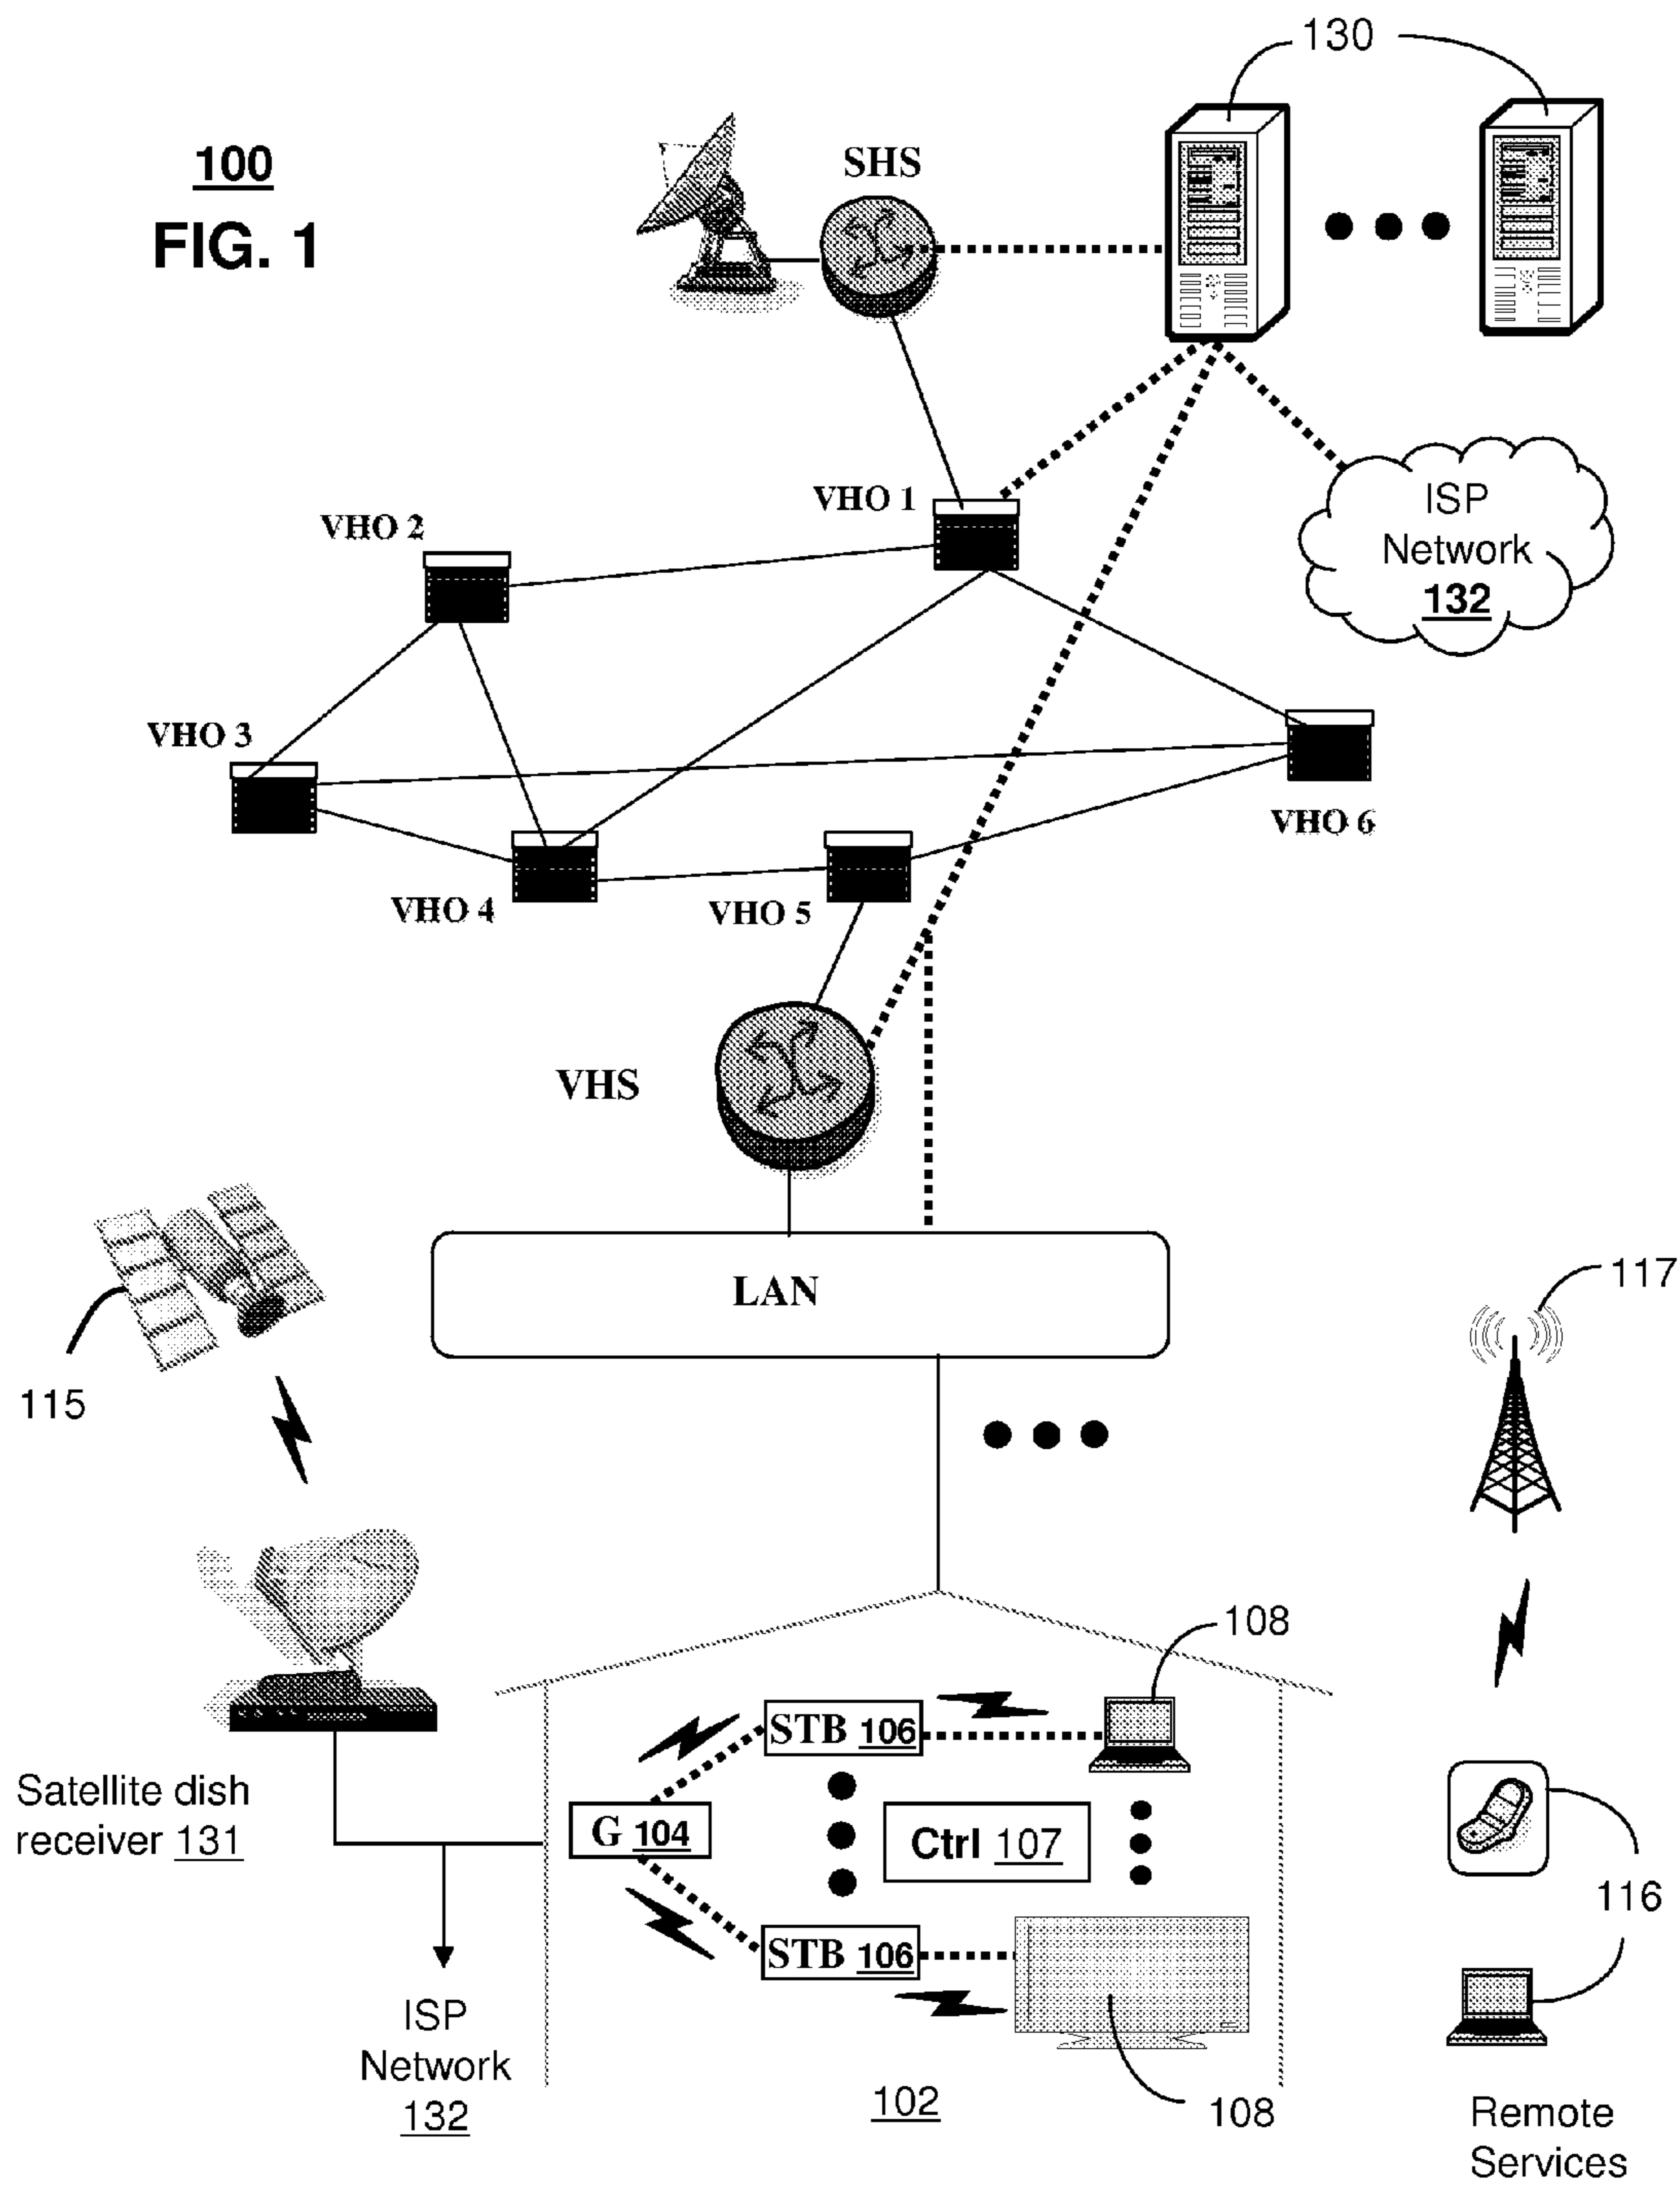 130
100
FIG. 1
SHS
ISP
Network
132
VHO 1
VHO 2
VHO 3
VHO 6
VHO 4
VHO 5
VHS
LAN
117
115
108
STB 106
Satellite dish
receiver 131
G 104
Ctrl 107
116
STB 106
ISP
Network
132
102
108
Remote
Services